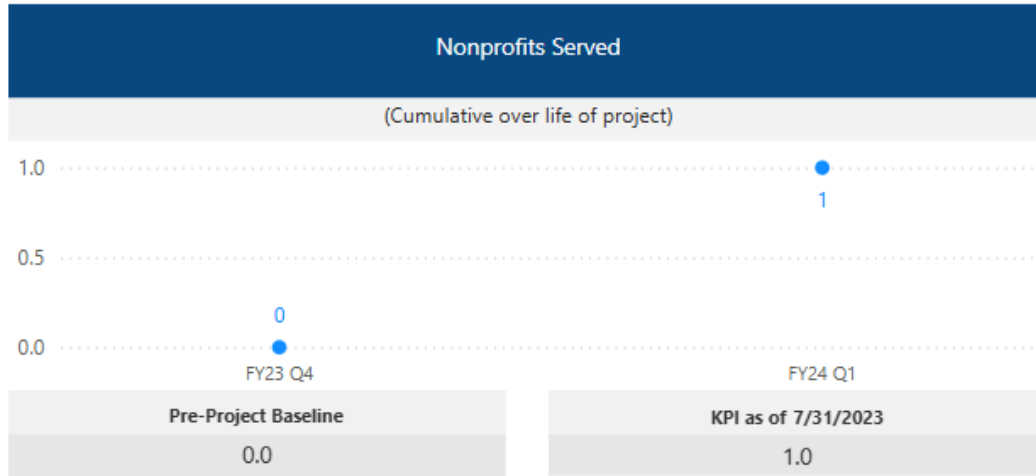 Nonprofits Served
(Cumulative over life of project)
1.0
1
0.5
0
0.0
FY23 Q4 FY24 Q1
Pre-Project Baseline KPI as of 7/31/2023
0.0 1.0